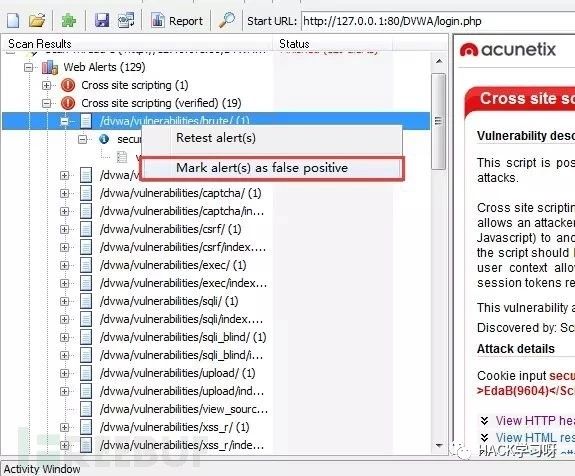 Report
Start URL: http://127.0.0.1:80/DVWA/login.php
Scan Results
Status
Web Alerts (129)
Cross site scripting (1)
Cross site scripting (verified) (19)
/dvwa/vulnerabilities/brute/ (1)
secur
Retest alert(s)
Mark alert(s) as false positive
/dvwa/v
/dvwa/vulnerabilities/captcha/ (1)
/dvwa/vulnerabilities/captcha/in...
/dvwa/vulnerabilities/csrf/ (1)
/dvwa/vulnerabilities/csrf/index....
/dvwa/vulnerabilities/exec/ (1)
/dvwa/vulnerabilities/exec/index...
/dvwa/vulnerabilities/sqli/ (1)
/dvwa/vulnerabilities/sqli/index....
/dvwa/vulnerabilities/sqli_blind/ (1)
/dvwa/vulnerabilities/sqli_blind/i...
/dvwa/vulnerabilities/upload/ (1)
/dvwa/vulnerabilities/upload/ind...
/dvwa/vulnerabilities/view_sourc...
/dvwa/vulnerabilities/xss_r/ (1)
/dvwa/vulnerabilities/xss_r/index...
Activity Window
acunetix
Cross site sc
Vulnerability desc
This script is pos
attacks.
Cross site scriptin
allows an attacker
Javascript) to ano
the script should
user context allo
session tokens re
This vulnerability a
Discovered by: Scr
Attack details
Cookie input secu
>EdaB(9604)</Sc
View HTTP hea
View HTML res
HACK学习呀